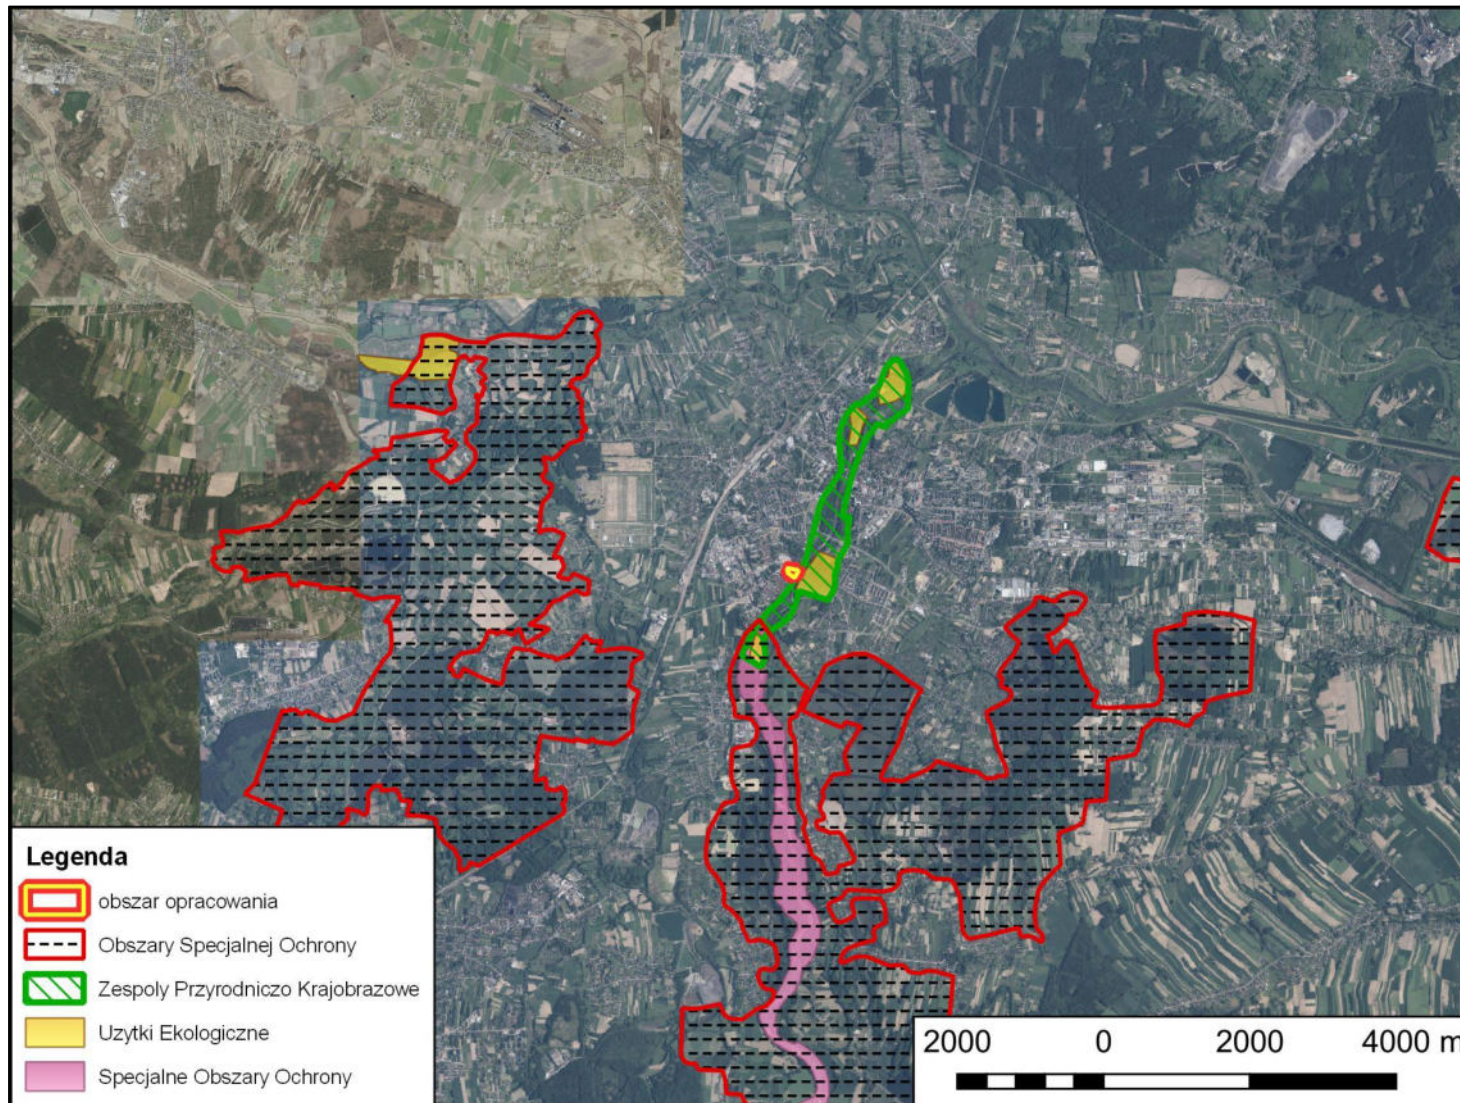 Legenda
obszar opracowania
Obszary Specjalnej Ochrony
Zespoly Przyrodniczo Krajobrazowe
Uzytki Ekologiczne
Specjalne Obszary Ochrony
2000 0 2000 4000 m